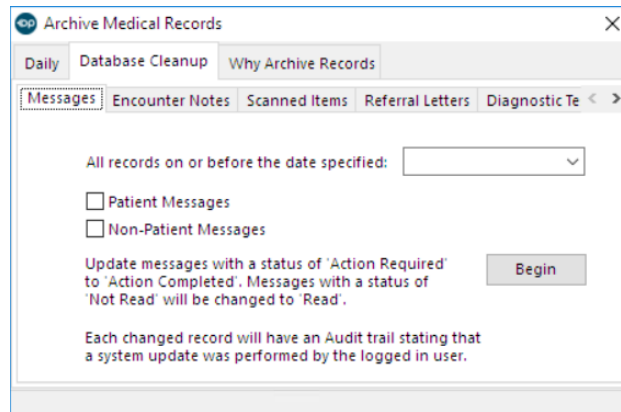 op Archive Medical Records
Daily Database Cleanup Why Archive Records
Messages Encounter Notes Scanned Items Referral Letters Diagnostic Te
All records on or before the date specified:
Patient Messages
Non-Patient Messages
Update messages with a status of 'Action Required'
to 'Action Completed'. Messages with a status of
'Not Read' will be changed to 'Read'.
Begin
Each changed record will have an Audit trail stating that
a system update was performed by the logged in user.